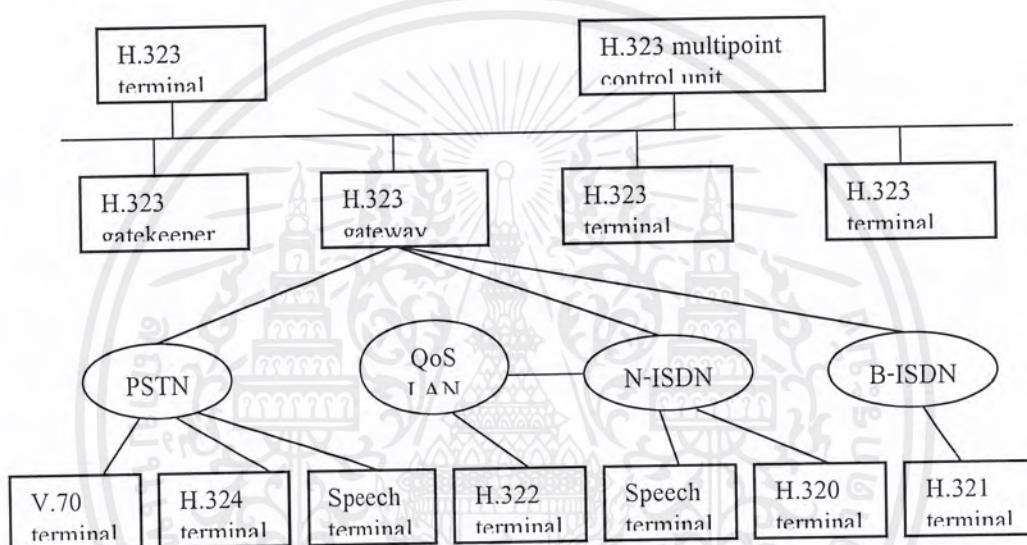 H.323
terminal
H.323 multipoint
control unit
H.323
gatekeeper
H.323
gateway
H.323
terminal
H.323
terminal
PSTN
QoS
LAN
N-ISDN
B-ISDN
V.70
terminal
H.324
terminal
Speech
terminal
H.322
terminal
Speech
terminal
H.320
terminal
H.321
terminal